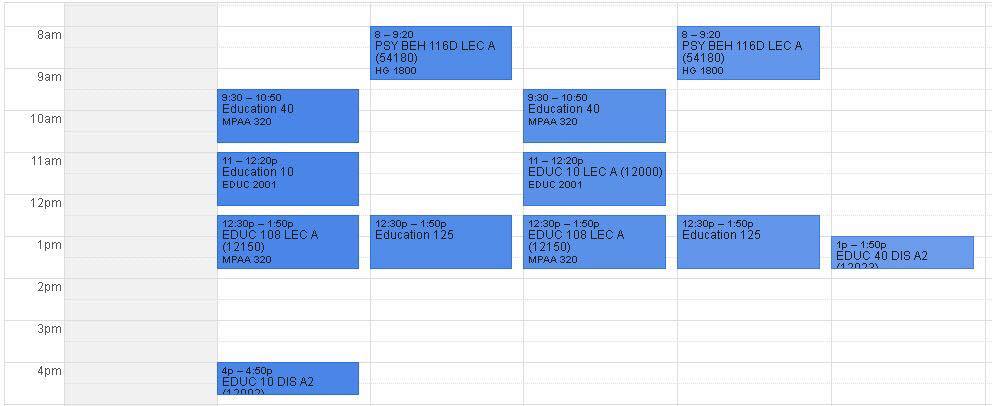 8am
9am
10am
11am
12pm
1pm
2pm
3pm
4pm
9:30 – 10:50
Education 40
MPAA 320
11 – 12:20p
Education 10
EDUC 2001
12:30p – 1:50p
EDUC 108 LEC A
(12150)
MPAA 320
4p – 4:50p
EDUC 10 DIS A2
(12002)
8 – 9:20
PSY BEH 116D LEC A
(54180)
HG 1800
12:30p – 1:50p
Education 125
9:30 – 10:50
Education 40
MPAA 320
11 – 12:20p
EDUC 10 LEC A (12000)
EDUC 2001
12:30p – 1:50p
EDUC 108 LEC A
(12150)
MPAA 320
8 – 9:20
PSY BEH 116D LEC A
(54180)
HG 1800
12:30p – 1:50p
Education 125
1p – 1:50p
EDUC 40 DIS A2
(12023)